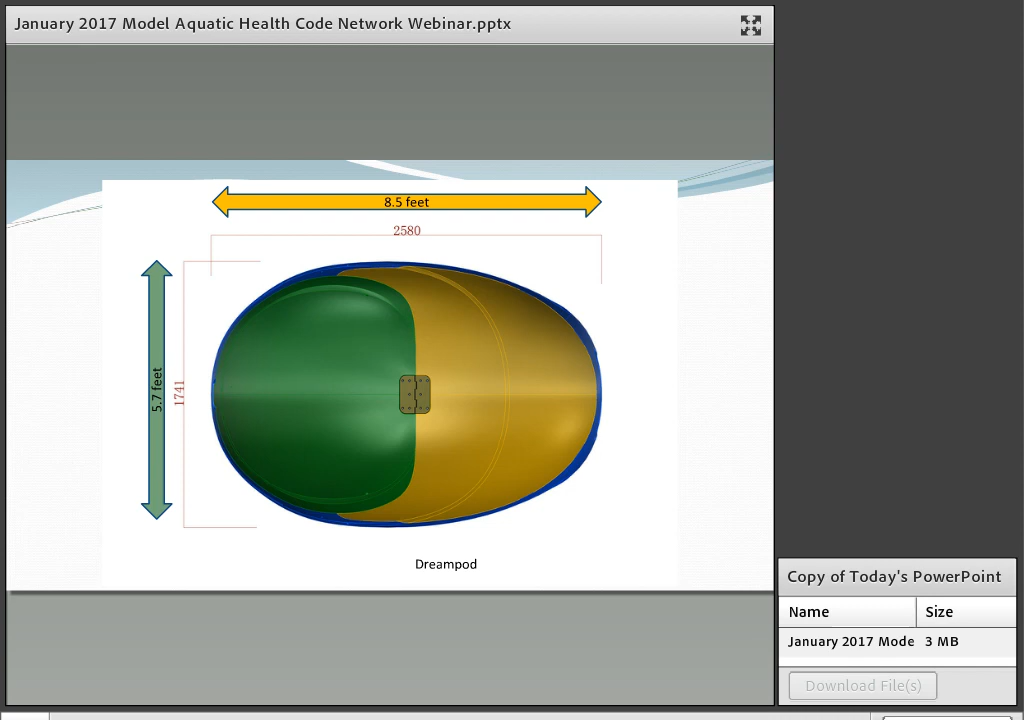 January 2017 Model Aquatic Health Code Network Webinar.pptx
8.5 feet
2580
5.7 feet
1741
Dreampod
Copy of Today's PowerPoint
Name Size
January 2017 Mode 3 MB
Download File(s)